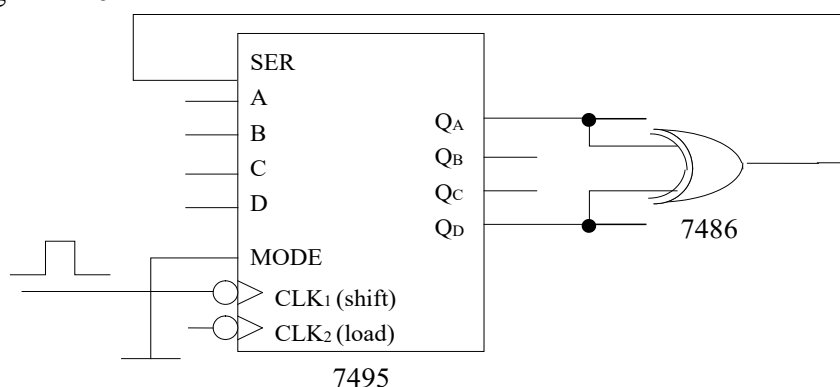 SER
A
B
C
D
MODE
CLK1 (shift)
CLK2 (load)
QA
QB
QC
QD
7486
7495